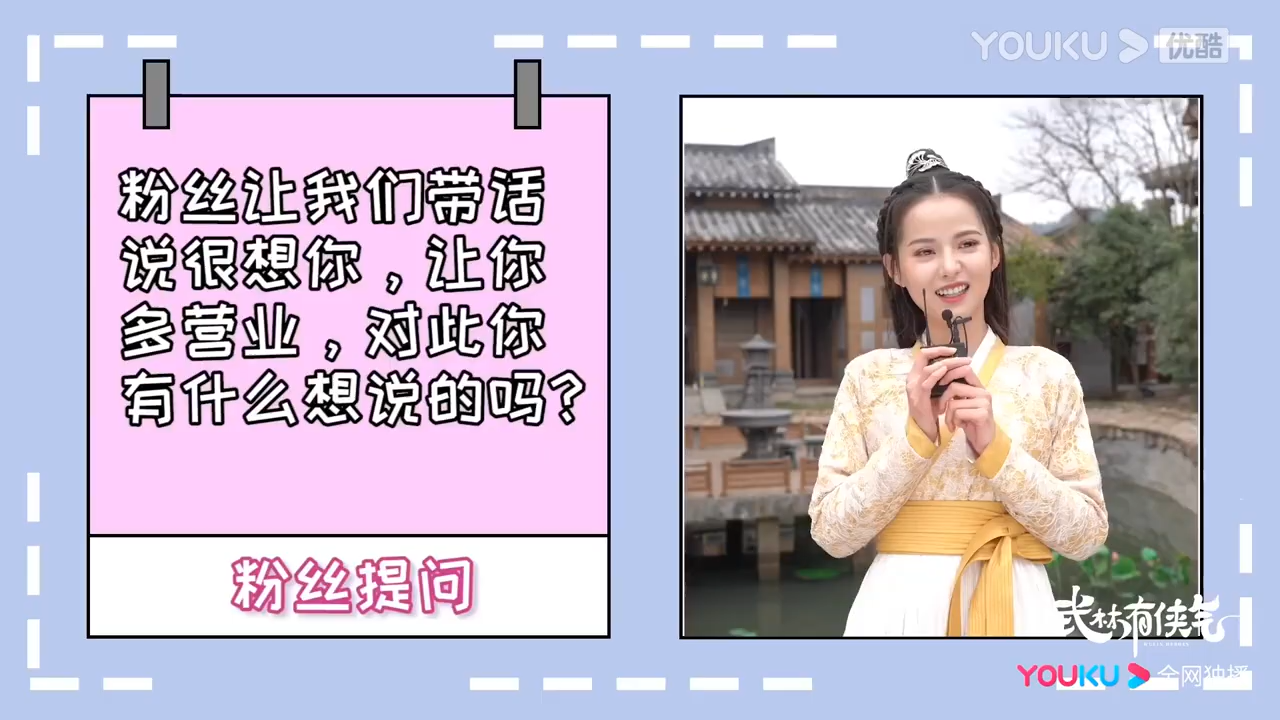 YOUKU 优酷
粉丝让我们带话
说很想你，让你
多营业，对此你
有什么想说的吗?
粉丝提问
武林有侠气
YOUKU 全网独播